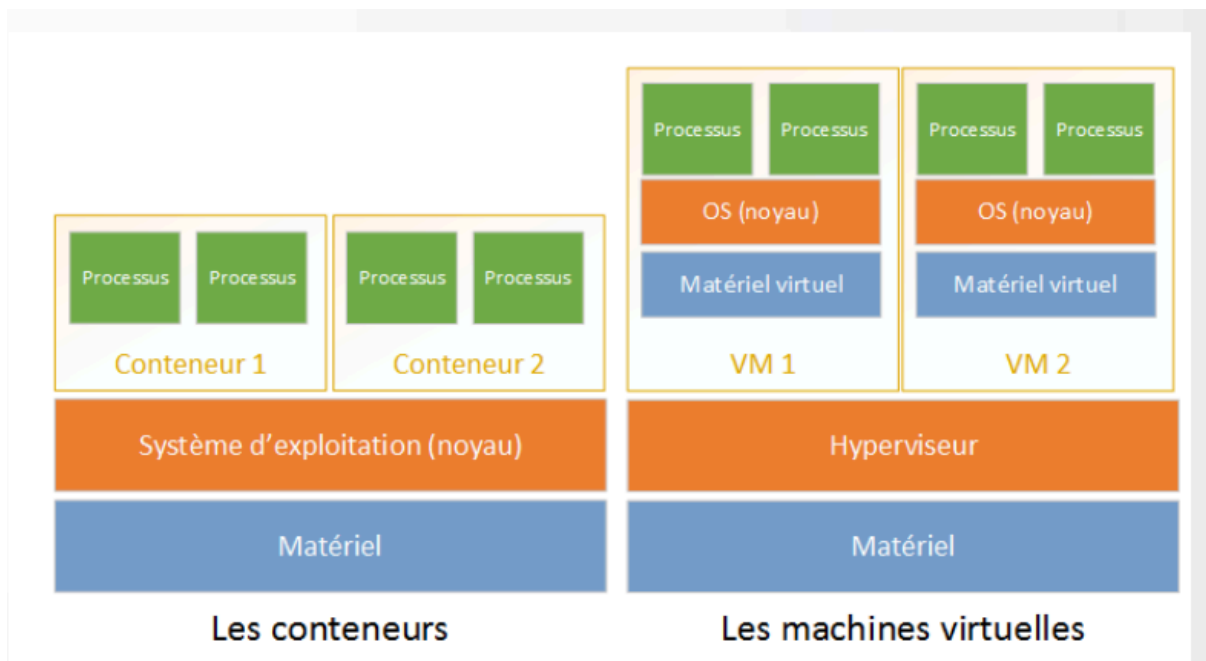 Processus Processus
Processus Processus
Conteneur 1
Conteneur 2
Système d'exploitation (noyau)
Matériel
Les conteneurs
Processus Processus
OS (noyau)
Matériel virtuel
VM 1
Processus Processus
OS (noyau)
Matériel virtuel
VM 2
Hyperviseur
Matériel
Les machines virtuelles